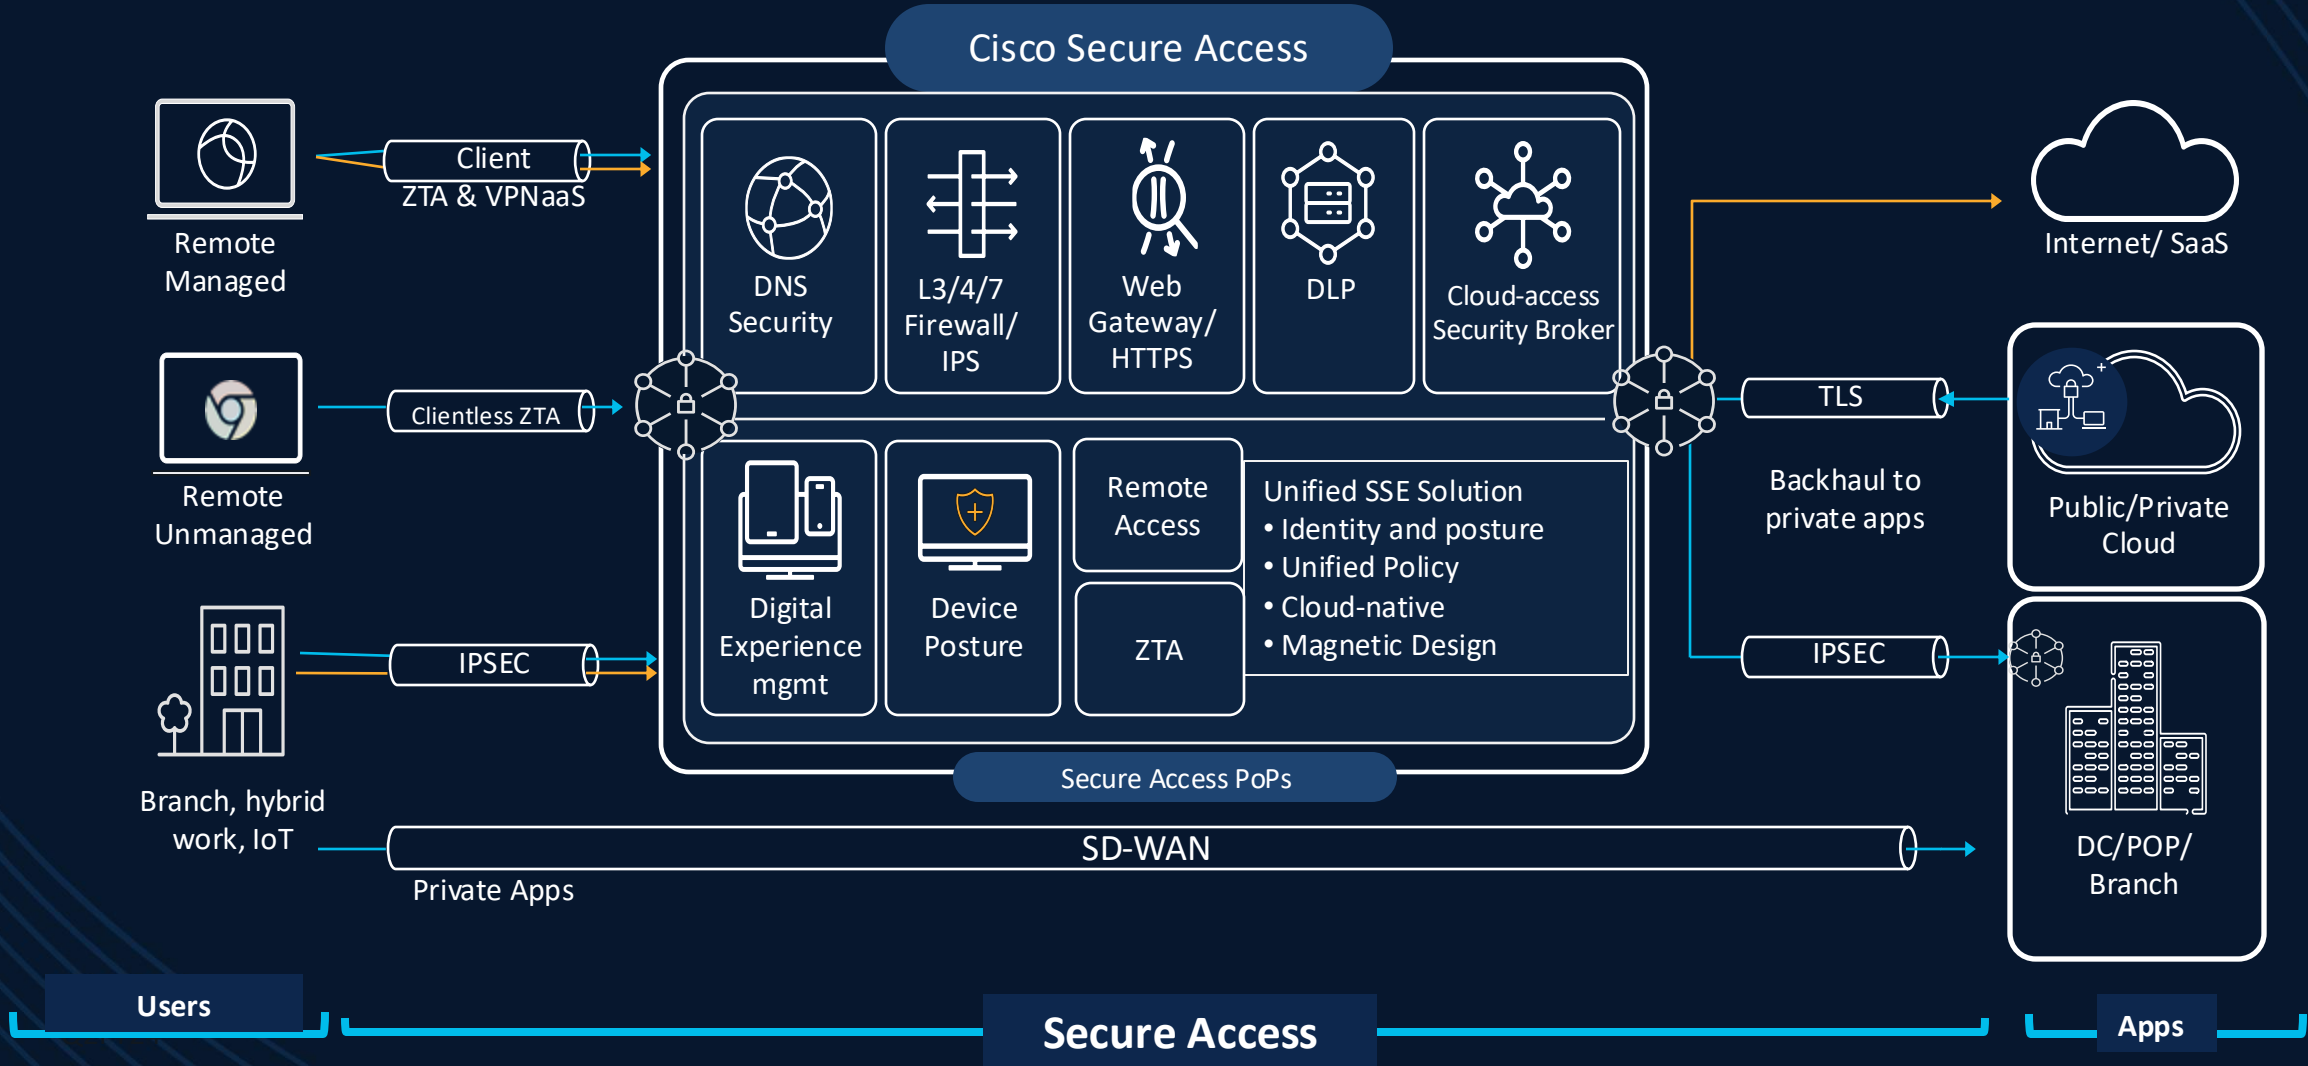 Cisco Secure Access
Client
ZTA & VPNaaS
Remote
Managed
Clientless ZTA
Remote
Unmanaged
IPSEC
Branch, hybrid
work, IoT
DNS
Security
L3/4/7
Firewall/
IPS
Web
Gateway/
HTTPS
DLP
Cloud-access
Security Broker
Digital
Experience
mgmt
Device
Posture
Remote
Access
ZTA
Unified SSE Solution
• Identity and posture
• Unified Policy
• Cloud-native
• Magnetic Design
Secure Access PoPs
Internet/ SaaS
TLS
Backhaul to
private apps
Public/Private
Cloud
IPSEC
DC/POP/
Branch
SD-WAN
Private Apps
Users
Secure Access
Apps